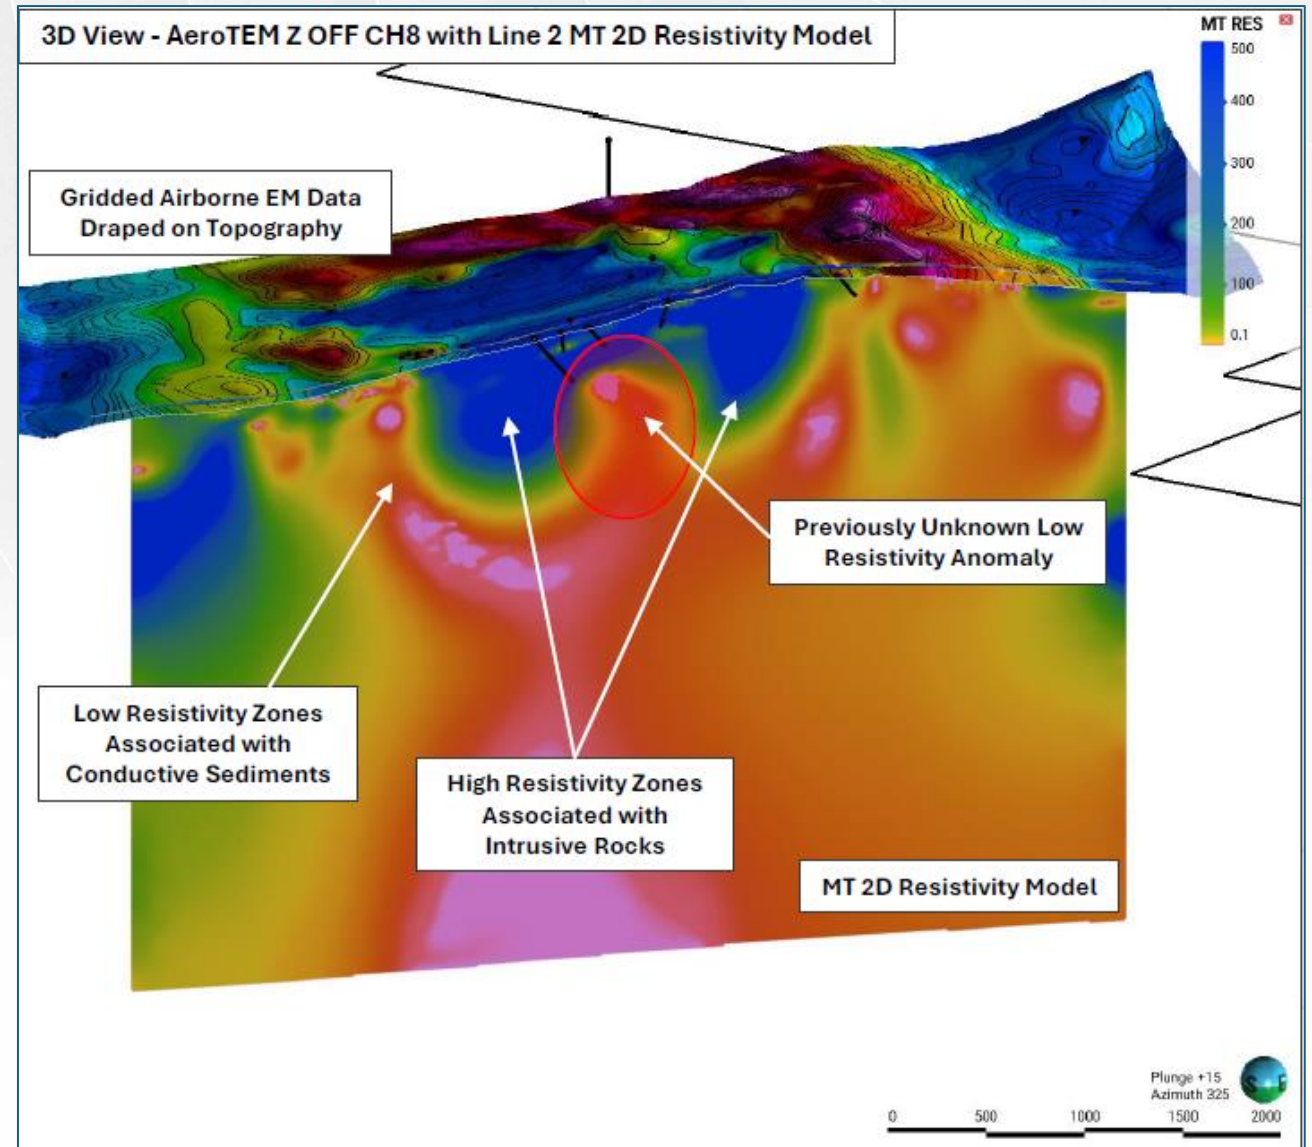 3D View - AeroTEM Z OFF CH8 with Line 2 MT 2D Resistivity Model
MT RES
500
400
300
200
100
0.1
Gridded Airborne EM Data
Draped on Topography
Previously Unknown Low
Resistivity Anomaly
Low Resistivity Zones
Associated with
Conductive Sediments
High Resistivity Zones
Associated with
Intrusive Rocks
MT 2D Resistivity Model
Plunge +15
Azimuth 325
S E
0 500 1000 1500 2000